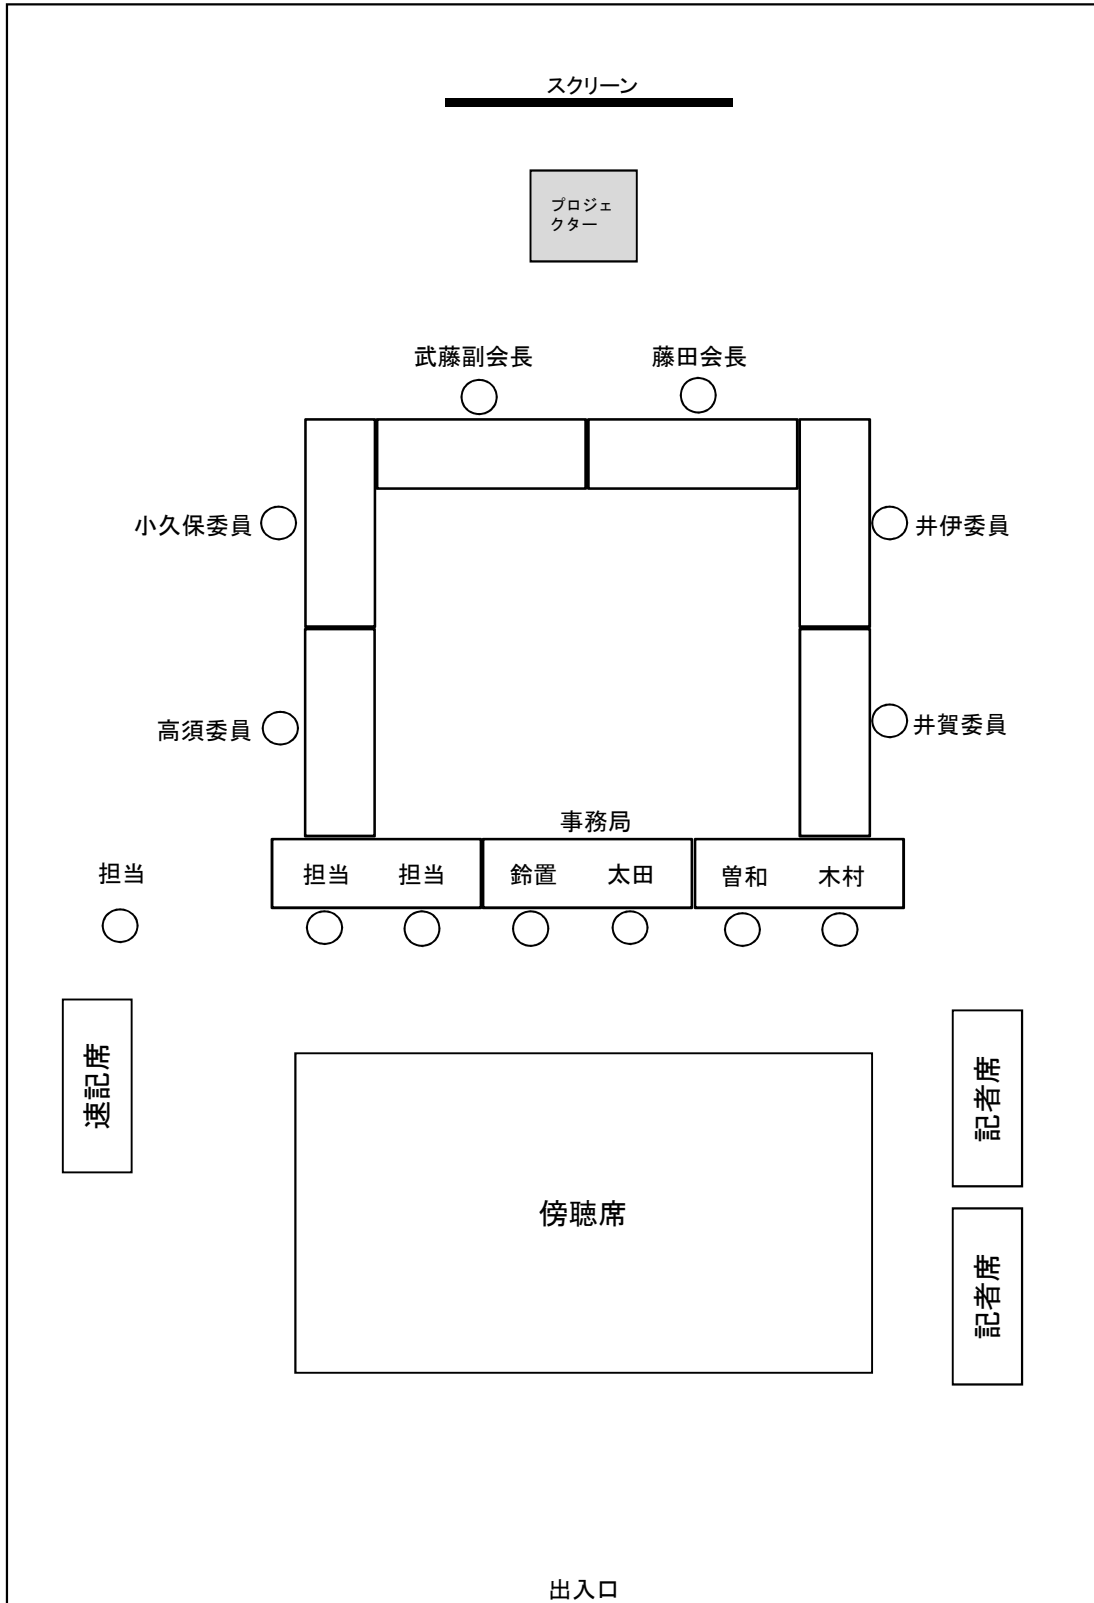 スクリーン
プロジェ
クター
武藤副会長
藤田会長
小久保委員
井伊委員
高須委員
井賀委員
事務局
担当
担当
担当
鈴置
太田
曽和
木村
速記席
記者席
傍聴席
記者席
出入口